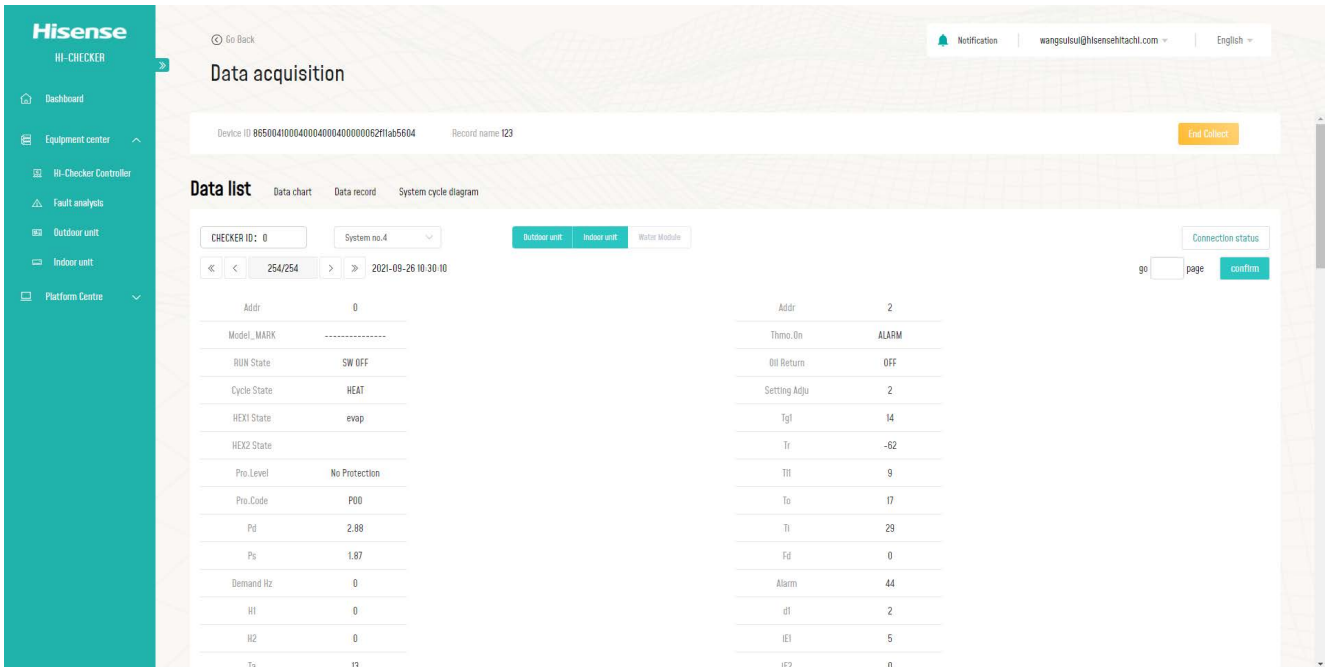 Hisense
HI-CHECKER
Dashboard
Equipment center
Hi-Checker Controller
Fault analysis
Outdoor unit
Indoor unit
Platform Centre
Go Back
Notification
wangsuisui@hisensehitachi.com
English
Data acquisition
Device ID 86500410004000400040000000062f11ab5604 Record name 123
End Collect
Data list Data chart Data record System cycle diagram
CHECKER ID: 0 System no.4 Outdoor unit Indoor unit Water Module Connection status
254/254 2021-09-26 10:30:10 go page confirm
Addr 0 Addr 2
Model_MARK -------------- Thmo.On ALARM
RUN State SW OFF Oil Return OFF
Cycle State HEAT Setting Adju 2
HEX1 State evap Tg1 14
HEX2 State Tr -62
Pro.Level No Protection Tl1 9
Pro.Code P00 To 17
Pd 2.88 Ti 29
Ps 1.87 Fd 0
Demand Hz 0 Alarm 44
H1 0 d1 2
H2 0 iE1 5
Ta 13 iE2 0